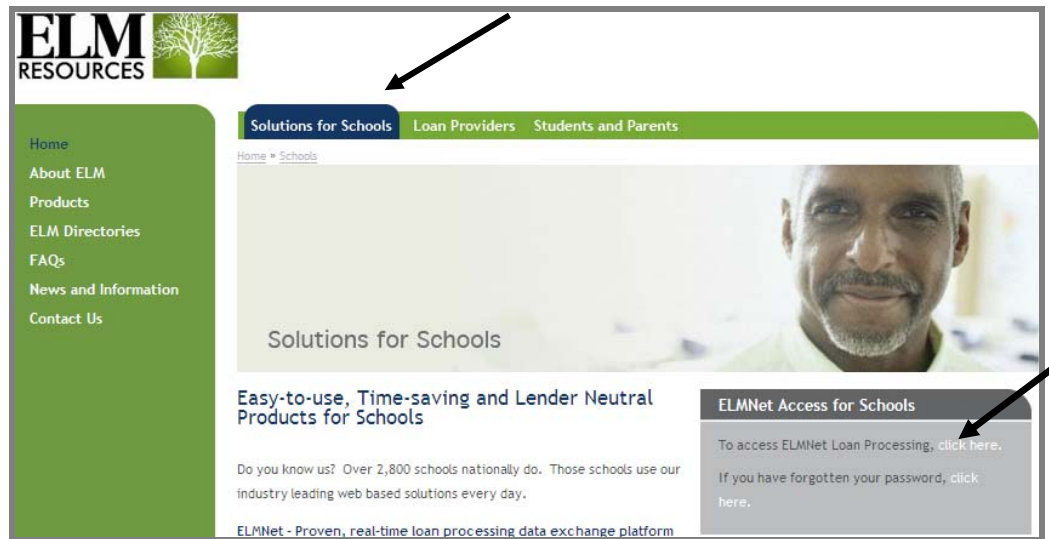 ELM
RESOURCES
Solutions for Schools Loan Providers Students and Parents
Home » Schools
Home
About ELM
Products
ELM Directories
FAQs
News and Information
Contact Us
Solutions for Schools
Easy-to-use, Time-saving and Lender Neutral
Products for Schools
Do you know us? Over 2,800 schools nationally do. Those schools use our
industry leading web based solutions every day.
ELMNet - Proven, real-time loan processing data exchange platform
ELMNet Access for Schools
To access ELMNet Loan Processing, click here.
If you have forgotten your password, click
here.